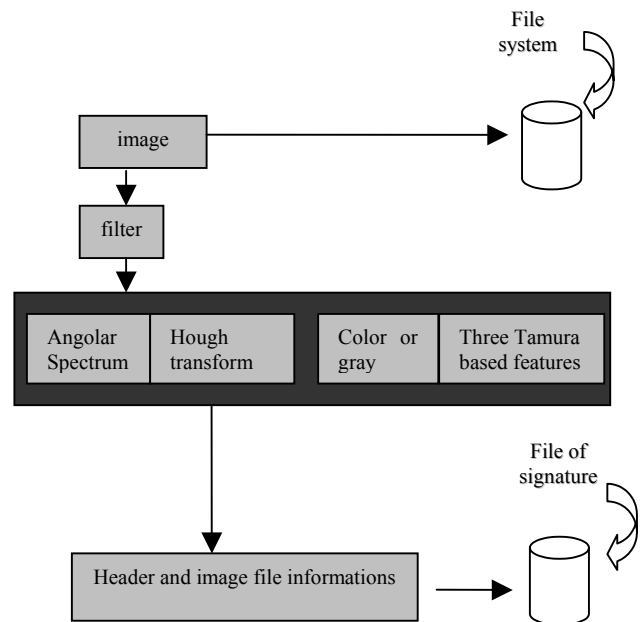 File
system
image
filter
Angolar
Spectrum
Hough
transform
Color or
gray
Three Tamura
based features
File of
signature
Header and image file informations